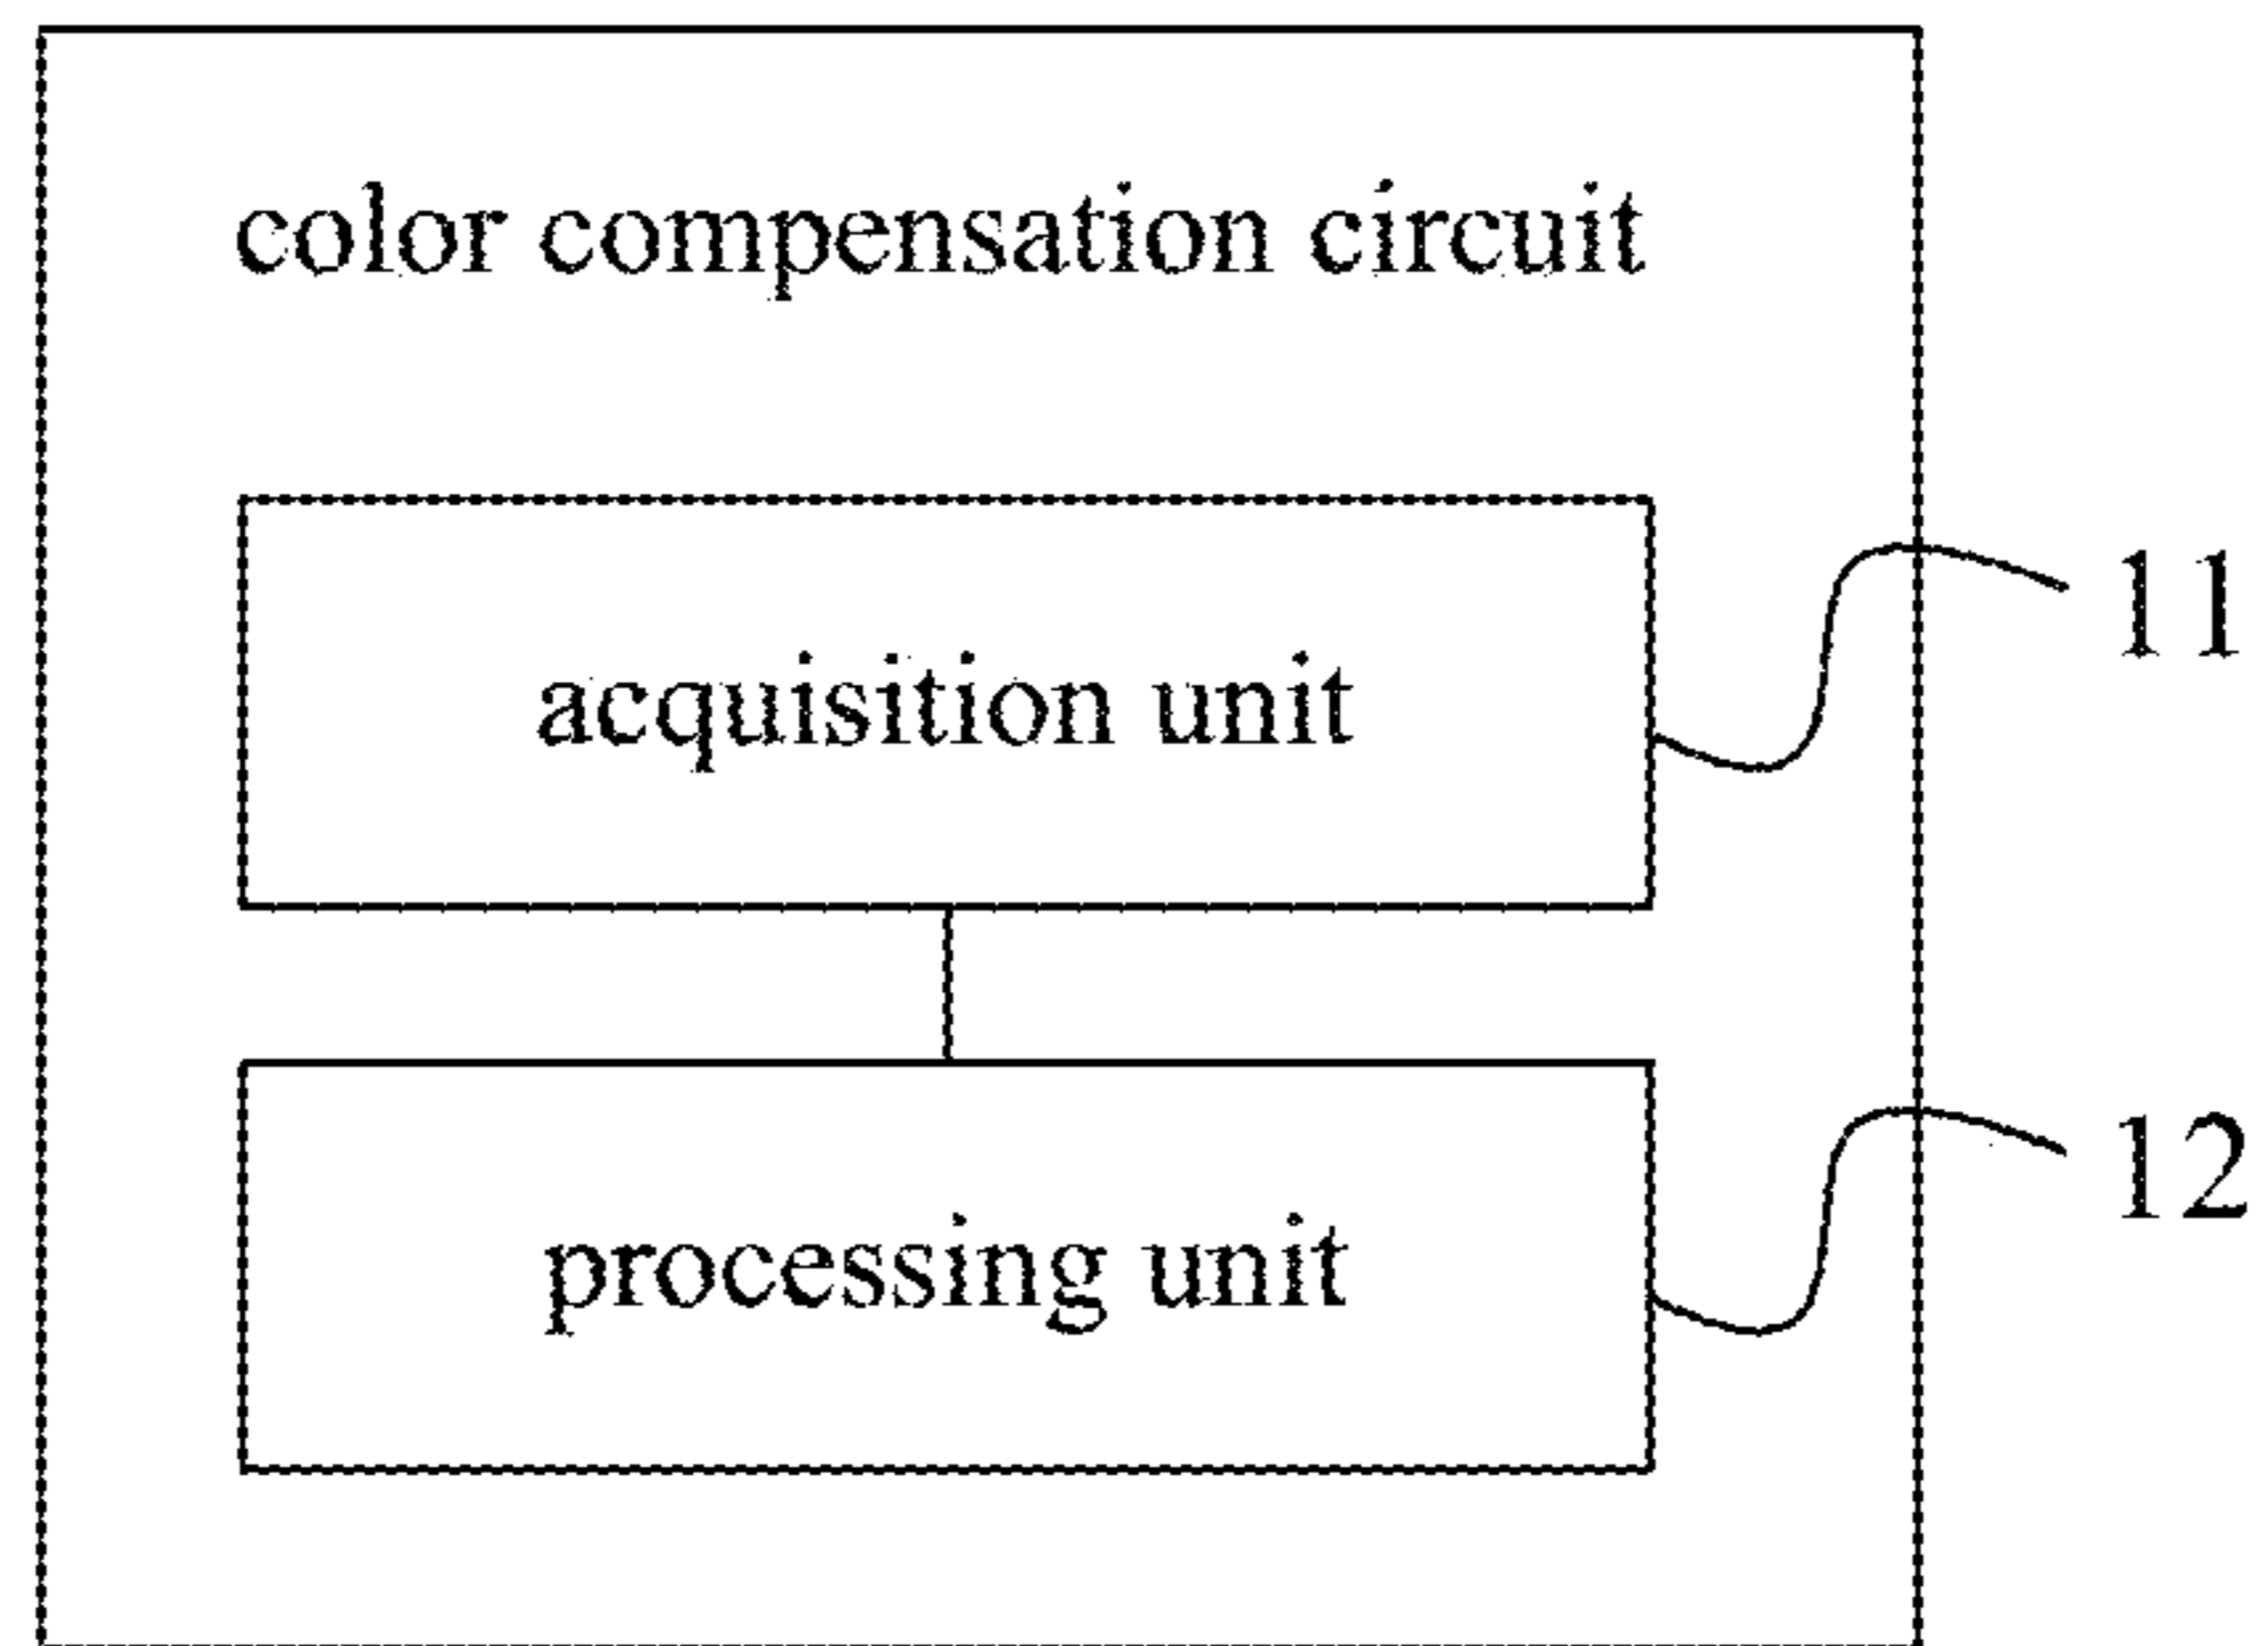 color compensation circuit
11
acquisition unit
12
processing unit